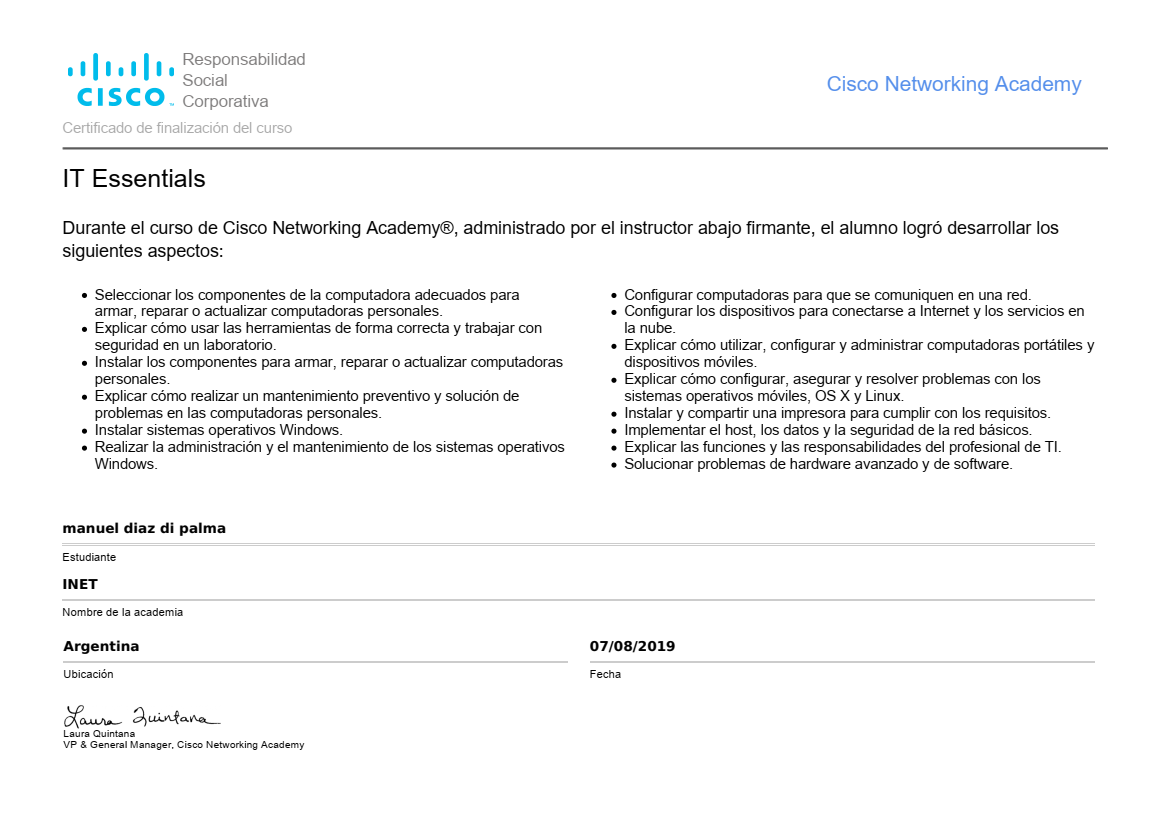 CISCO
Responsabilidad
Social
Corporativa
Cisco Networking Academy
Certificado de finalización del curso
IT Essentials
Durante el curso de Cisco Networking Academy®, administrado por el instructor abajo firmante, el alumno logró desarrollar los
siguientes aspectos:
• Seleccionar los componentes de la computadora adecuados para
armar, reparar o actualizar computadoras personales.
• Explicar cómo usar las herramientas de forma correcta y trabajar con
seguridad en un laboratorio.
• Instalar los componentes para armar, reparar o actualizar computadoras
personales.
• Explicar cómo realizar un mantenimiento preventivo y solución de
problemas en las computadoras personales.
• Instalar sistemas operativos Windows.
• Realizar la administración y el mantenimiento de los sistemas operativos
Windows.
• Configurar computadoras para que se comuniquen en una red.
• Configurar los dispositivos para conectarse a Internet y los servicios en
la nube.
• Explicar cómo utilizar, configurar y administrar computadoras portátiles y
dispositivos móviles.
• Explicar cómo configurar, asegurar y resolver problemas con los
sistemas operativos móviles, OS X y Linux.
• Instalar y compartir una impresora para cumplir con los requisitos.
• Implementar el host, los datos y la seguridad de la red básicos.
• Explicar las funciones y las responsabilidades del profesional de TI.
• Solucionar problemas de hardware avanzado y de software.
manuel diaz di palma
Estudiante
INET
Nombre de la academia
Argentina
Ubicación
07/08/2019
Fecha
Laura Quintana
Laura Quintana
VP & General Manager, Cisco Networking Academy